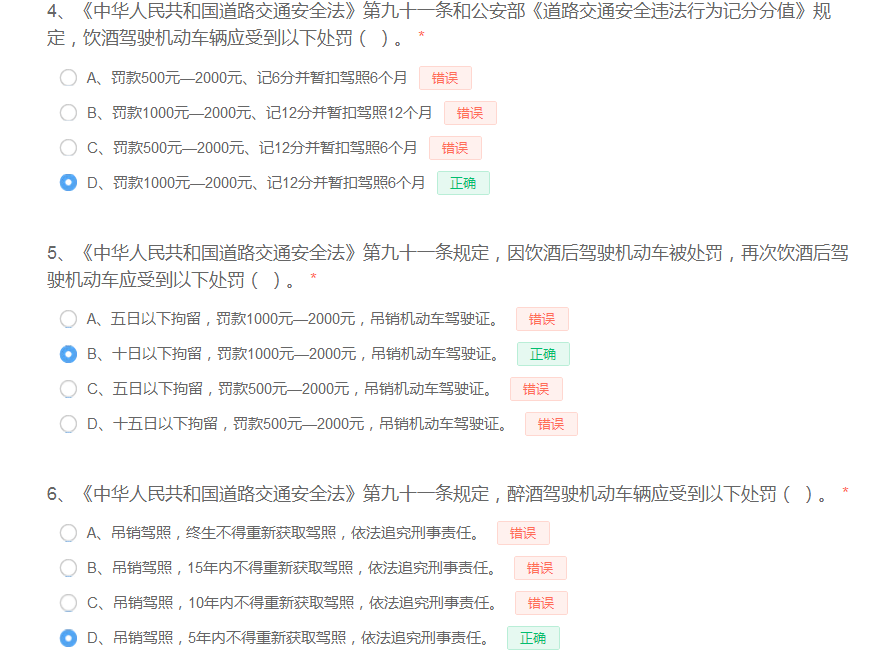 4、《中华人民共和国道路交通安全法》第九十一条和公安部《道路交通安全违法行为记分分值》规
定，饮酒驾驶机动车辆应受到以下处罚（  ）。 *
A、罚款500元—2000元、记6分并暂扣驾照6个月 错误
B、罚款1000元—2000元、记12分并暂扣驾照12个月 错误
C、罚款500元—2000元、记12分并暂扣驾照6个月 错误
D、罚款1000元—2000元、记12分并暂扣驾照6个月 正确
5、《中华人民共和国道路交通安全法》第九十一条规定，因饮酒后驾驶机动车被处罚，再次饮酒后驾
驶机动车应受到以下处罚（  ）。 *
A、五日以下拘留，罚款1000元—2000元，吊销机动车驾驶证。 错误
B、十日以下拘留，罚款1000元—2000元，吊销机动车驾驶证。 正确
C、五日以下拘留，罚款500元—2000元，吊销机动车驾驶证。 错误
D、十五日以下拘留，罚款500元—2000元，吊销机动车驾驶证。 错误
6、《中华人民共和国道路交通安全法》第九十一条规定，醉酒驾驶机动车辆应受到以下处罚（  ）。 *
A、吊销驾照，终生不得重新获取驾照，依法追究刑事责任。 错误
B、吊销驾照，15年内不得重新获取驾照，依法追究刑事责任。 错误
C、吊销驾照，10年内不得重新获取驾照，依法追究刑事责任。 错误
D、吊销驾照，5年内不得重新获取驾照，依法追究刑事责任。 正确